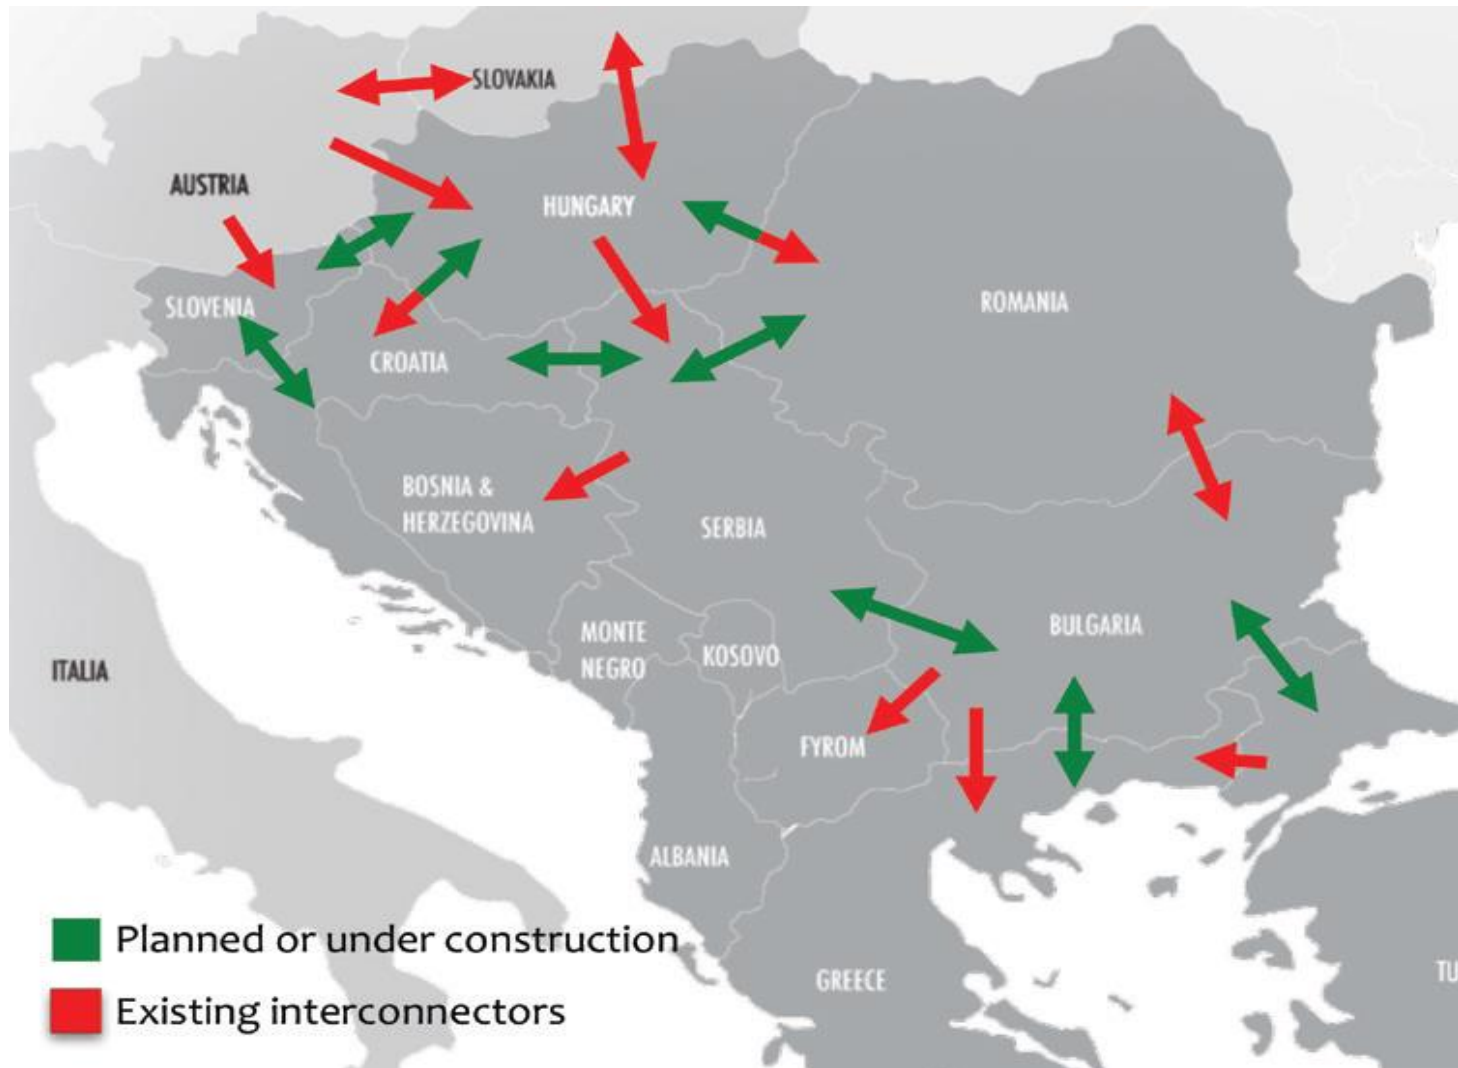 SLOVAKIA
AUSTRIA
HUNGARY
SLOVENIA
ROMANIA
CROATIA
BOSNIA &
HERZEGOVINA
SERBIA
BULGARIA
MONTE
NEGRO
KOSOVO
ITALIA
FYROM
ALBANIA
Planned or under construction
GREECE
TU
Existing interconnectors